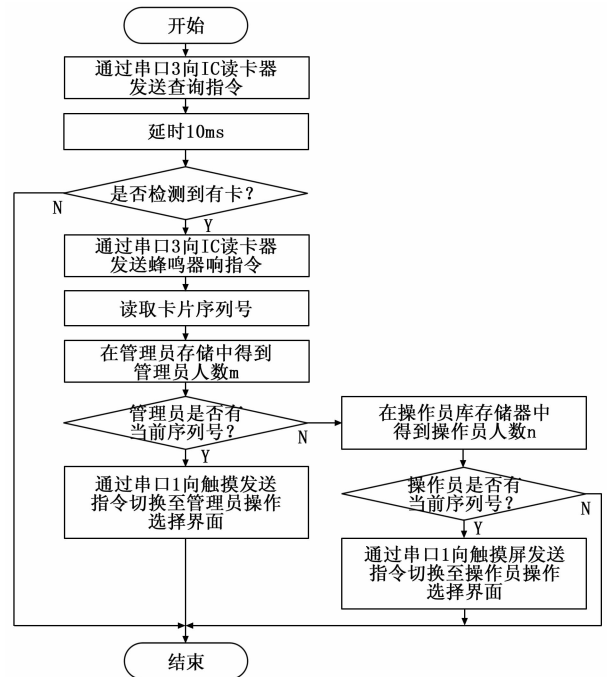 开始
通过串口3向IC读卡器
发送查询指令
延时10ms
是否检测到有卡？
N
Y
通过串口3向IC读卡器
发送蜂鸣器响指令
读取卡片序列号
在管理员存储中得到
管理员人数m
管理员是否有
当前序列号？
N
Y
在操作员库存储器中
得到操作员人数n
通过串口1向触摸发送
指令切换至管理员操作
选择界面
操作员是否有
当前序列号？
N
Y
通过串口1向触摸屏发送
指令切换至操作员操作
选择界面
结束